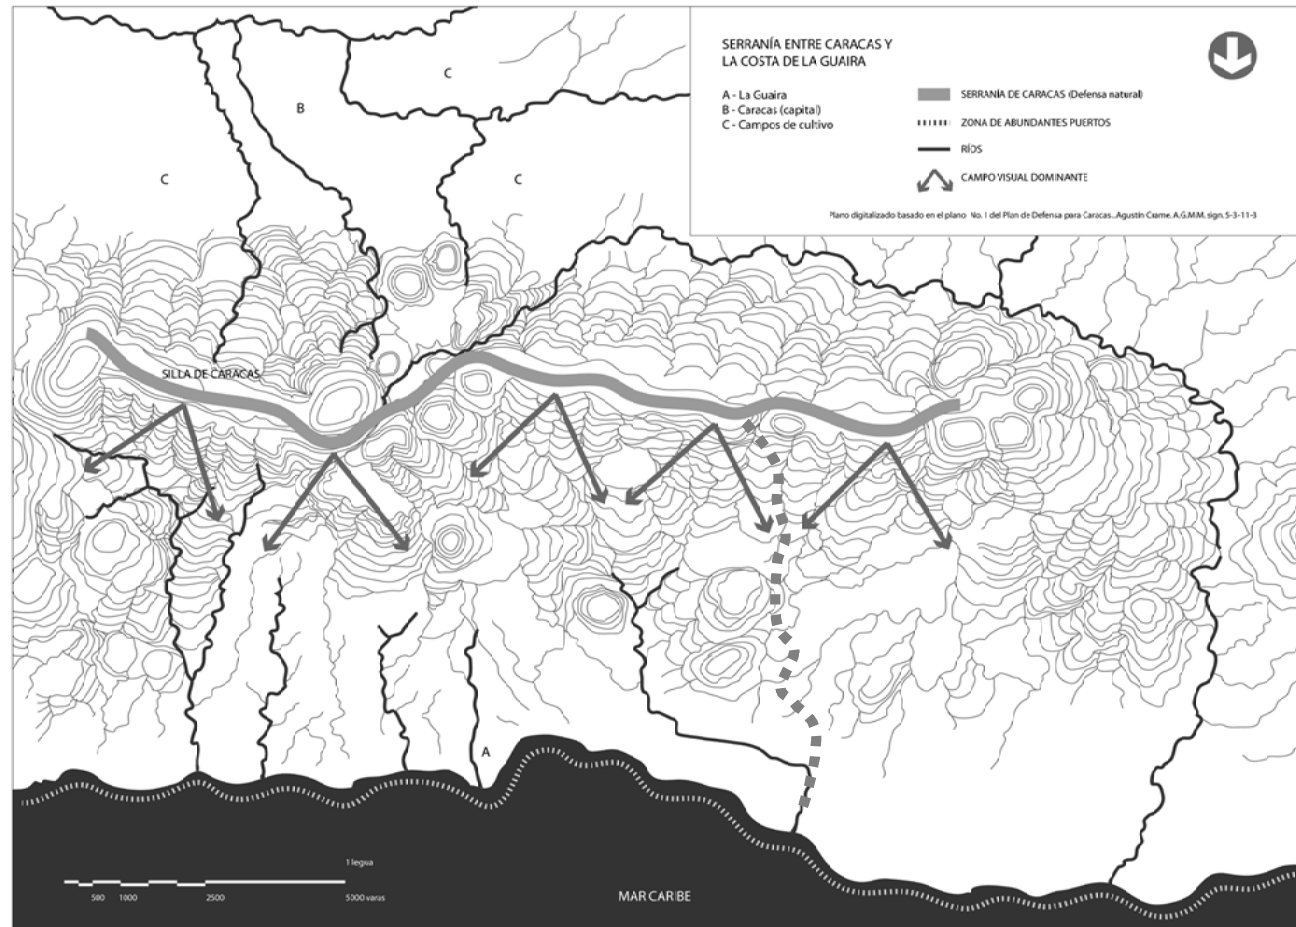 SERRANÍA ENTRE CARACAS Y
LA COSTA DE LA GUAIRA
A - La Guaira
B - Caracas (capital)
C - Campos de cultivo
SERRANÍA DE CARACAS (Defensa natural)
ZONA DE ABUNDANTES PUERTOS
RÍOS
CAMPO VISUAL DOMINANTE
Plano digitalizado basado en el plano No. 1 del Plan de Defensa para Caracas. Agustín Crame. A.G.M.M. sign. 5-3-11-3
C
B
C
C
SILLA DE CARACAS
A
1 legua
500 1000 2500 5000 varas
MAR CARIBE